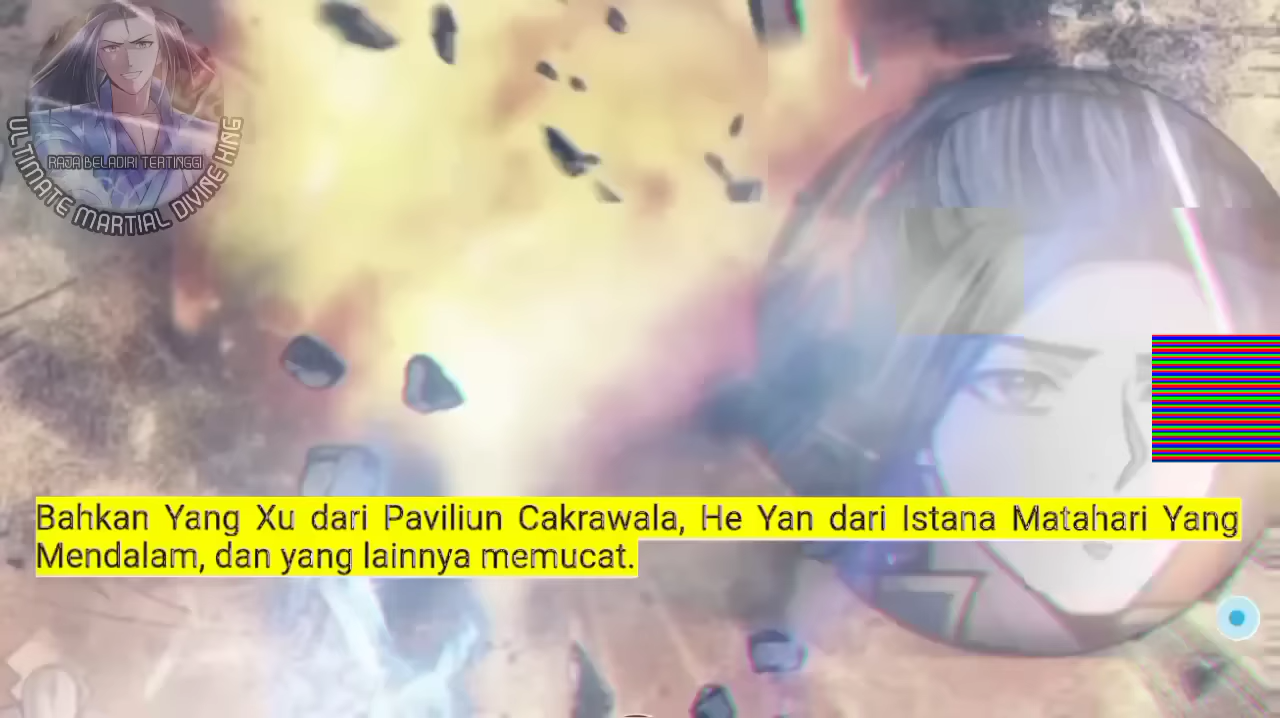 RAJA BELADIRI TERTINGGI
ULTIMATE MARTIAL DIVINE KING
Bahkan Yang Xu dari Paviliun Cakrawala, He Yan dari Istana Matahari Yang
Mendalam, dan yang lainnya memucat.